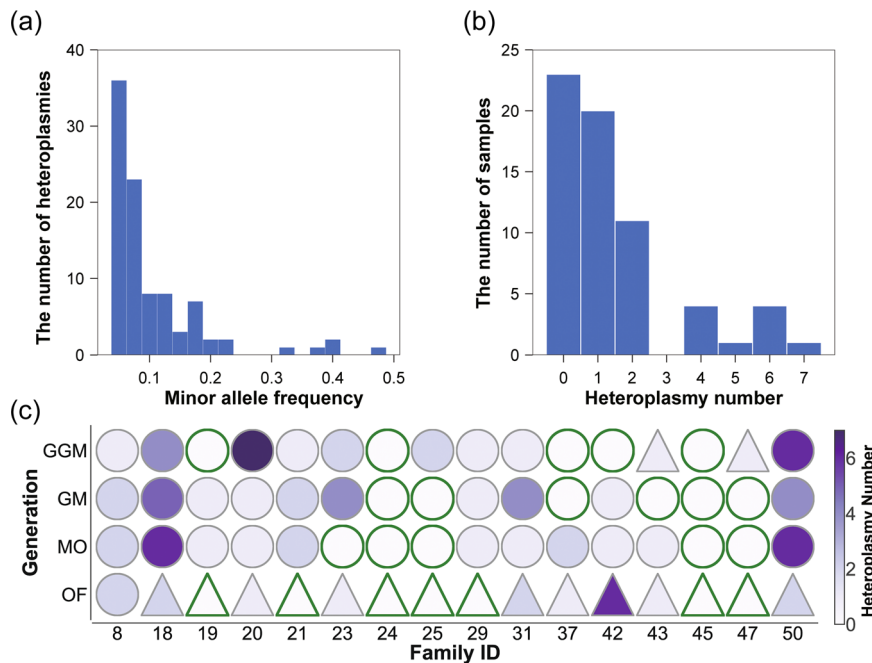 (a)
40
30
20
10
0
The number of heteroplasmies
0.1 0.2 0.3 0.4 0.5
Minor allele frequency
(b)
25
20
15
10
5
0
The number of samples
0 1 2 3 4 5 6 7
Heteroplasmy number
(c)
Generation
GGM
GM
MO
OF
8 18 19 20 21 23 24 25 29 31 37 42 43 45 47 50
Family ID
6
4
2
0
Heteroplasmy Number